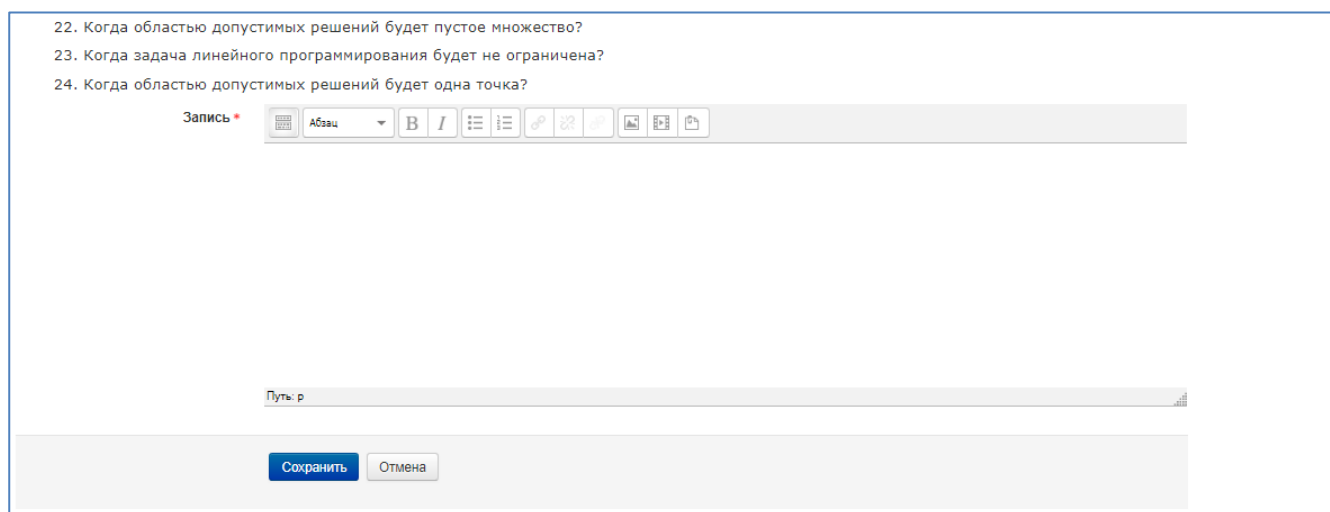 22. Когда областью допустимых решений будет пустое множество?
23. Когда задача линейного программирования будет не ограничена?
24. Когда областью допустимых решений будет одна точка?
Запись *
Абзац B I
Путь: p
Сохранить Отмена